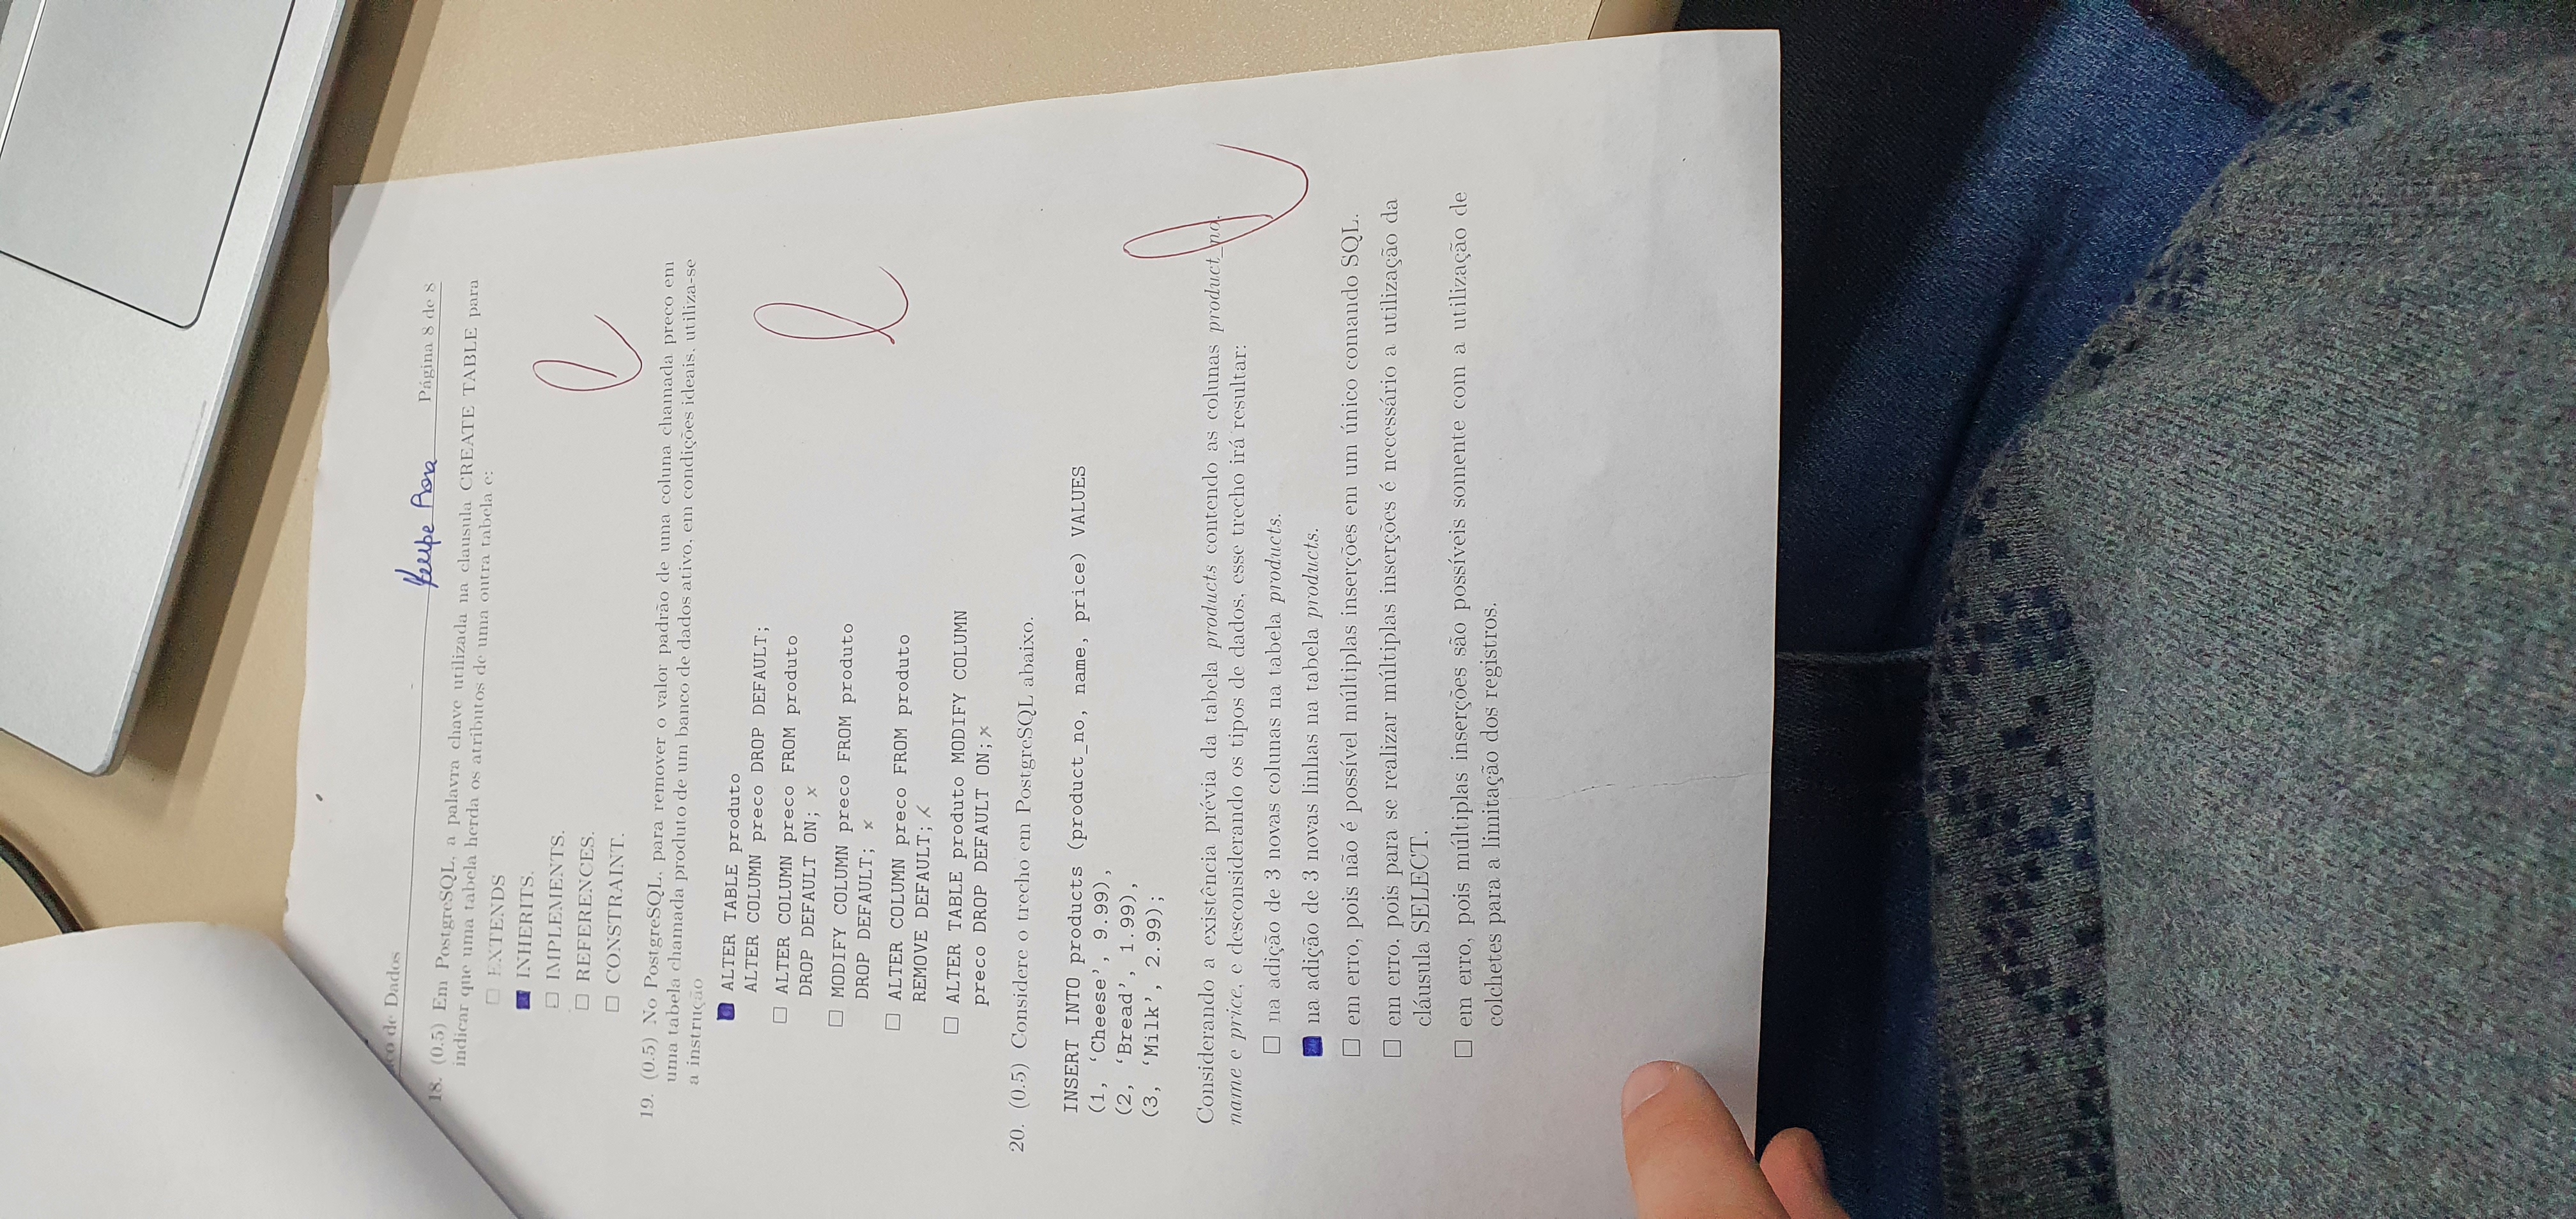 co de Dados
Felipe Rosa
Página 8 de 8
18. (0.5) Em PostgreSQL, a palavra chave utilizada na clausula CREATE TABLE para
indicar que uma tabela herda os atributos de uma outra tabela e:
EXTENDS
INHERITS.
IMPLEMENTS.
REFERENCES.
CONSTRAINT.
19. (0.5) No PostgreSQL, para remover o valor padrão de uma coluna chamada preco em
uma tabela chamada produto de um banco de dados ativo, em condições ideais, utiliza-se
a instrução
ALTER TABLE produto
ALTER COLUMN preco DROP DEFAULT;
ALTER COLUMN preco FROM produto
DROP DEFAULT ON; x
MODIFY COLUMN preco FROM produto
DROP DEFAULT; x
ALTER COLUMN preco FROM produto
REMOVE DEFAULT; x
ALTER TABLE produto MODIFY COLUMN
preco DROP DEFAULT ON; x
20. (0.5) Considere o trecho em PostgreSQL abaixo.
INSERT INTO products (product_no, name, price) VALUES
(1, ‘Cheese’, 9.99),
(2, ‘Bread’, 1.99),
(3, ‘Milk’, 2.99);
Considerando a existência prévia da tabela products contendo as colunas product_no,
name e price, e desconsiderando os tipos de dados, esse trecho irá resultar:
na adição de 3 novas colunas na tabela products.
na adição de 3 novas linhas na tabela products.
em erro, pois não é possível múltiplas inserções em um único comando SQL.
em erro, pois para se realizar múltiplas inserções é necessário a utilização da
cláusula SELECT.
em erro, pois múltiplas inserções são possíveis somente com a utilização de
colchetes para a limitação dos registros.